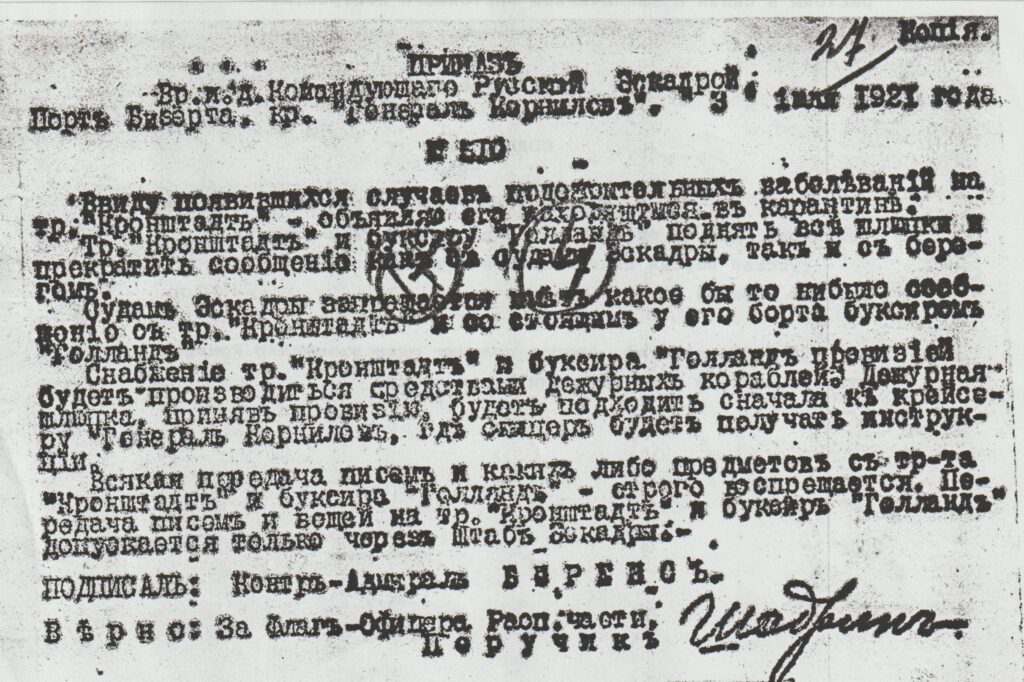 27. Копія.
ПРИКАЗЪ
Вр.и.д. Командующаго Русской Эскадрой.
Портъ Бизерта. кр. "Генералъ Корниловъ". 3 Іюля 1921 года
№
Ввиду появившихся случаевъ подозрительныхъ заболѣваній на
тр. "Кронштадтъ" - объявляю его находящимся въ карантинѣ.
Тр. "Кронштадтъ" и буксиру "Голландъ" поднять всѣ шлюпки и
прекратить сообщеніе какъ съ судами эскадры, такъ и съ бере-
гомъ.
Судамъ Эскадры запрещается имѣть какое бы то нибыло сооб-
щеніе съ тр. "Кронштадтъ" и со стоящимъ у его борта буксиромъ
"Голландъ"
Снабженіе тр. "Кронштадтъ" и буксира "Голландъ провизіей
будетъ производиться средствами дежурныхъ кораблей. Дежурная
шлюпка, принявъ провизію, будетъ подходить сначала къ крейсе-
ру "Генералъ Корниловъ, гдѣ офицеръ будетъ получать инструк-
ціи.
Всякая передача писемъ и какихъ либо предметовъ съ тр-та
"Кронштадтъ" и буксира "Голландъ" - строго воспрещается. Пе-
редача писемъ и вещей на тр. "Кронштадтъ" и буксиръ "Голландъ"
допускается только черезъ Штабъ Эскадры.-
ПОДПИСАЛЪ: Контръ-Адмиралъ БЕРЕНСЪ.
Вѣрно: За Флагъ-Офицера Расп.части,
Поручикъ Шадринъ.